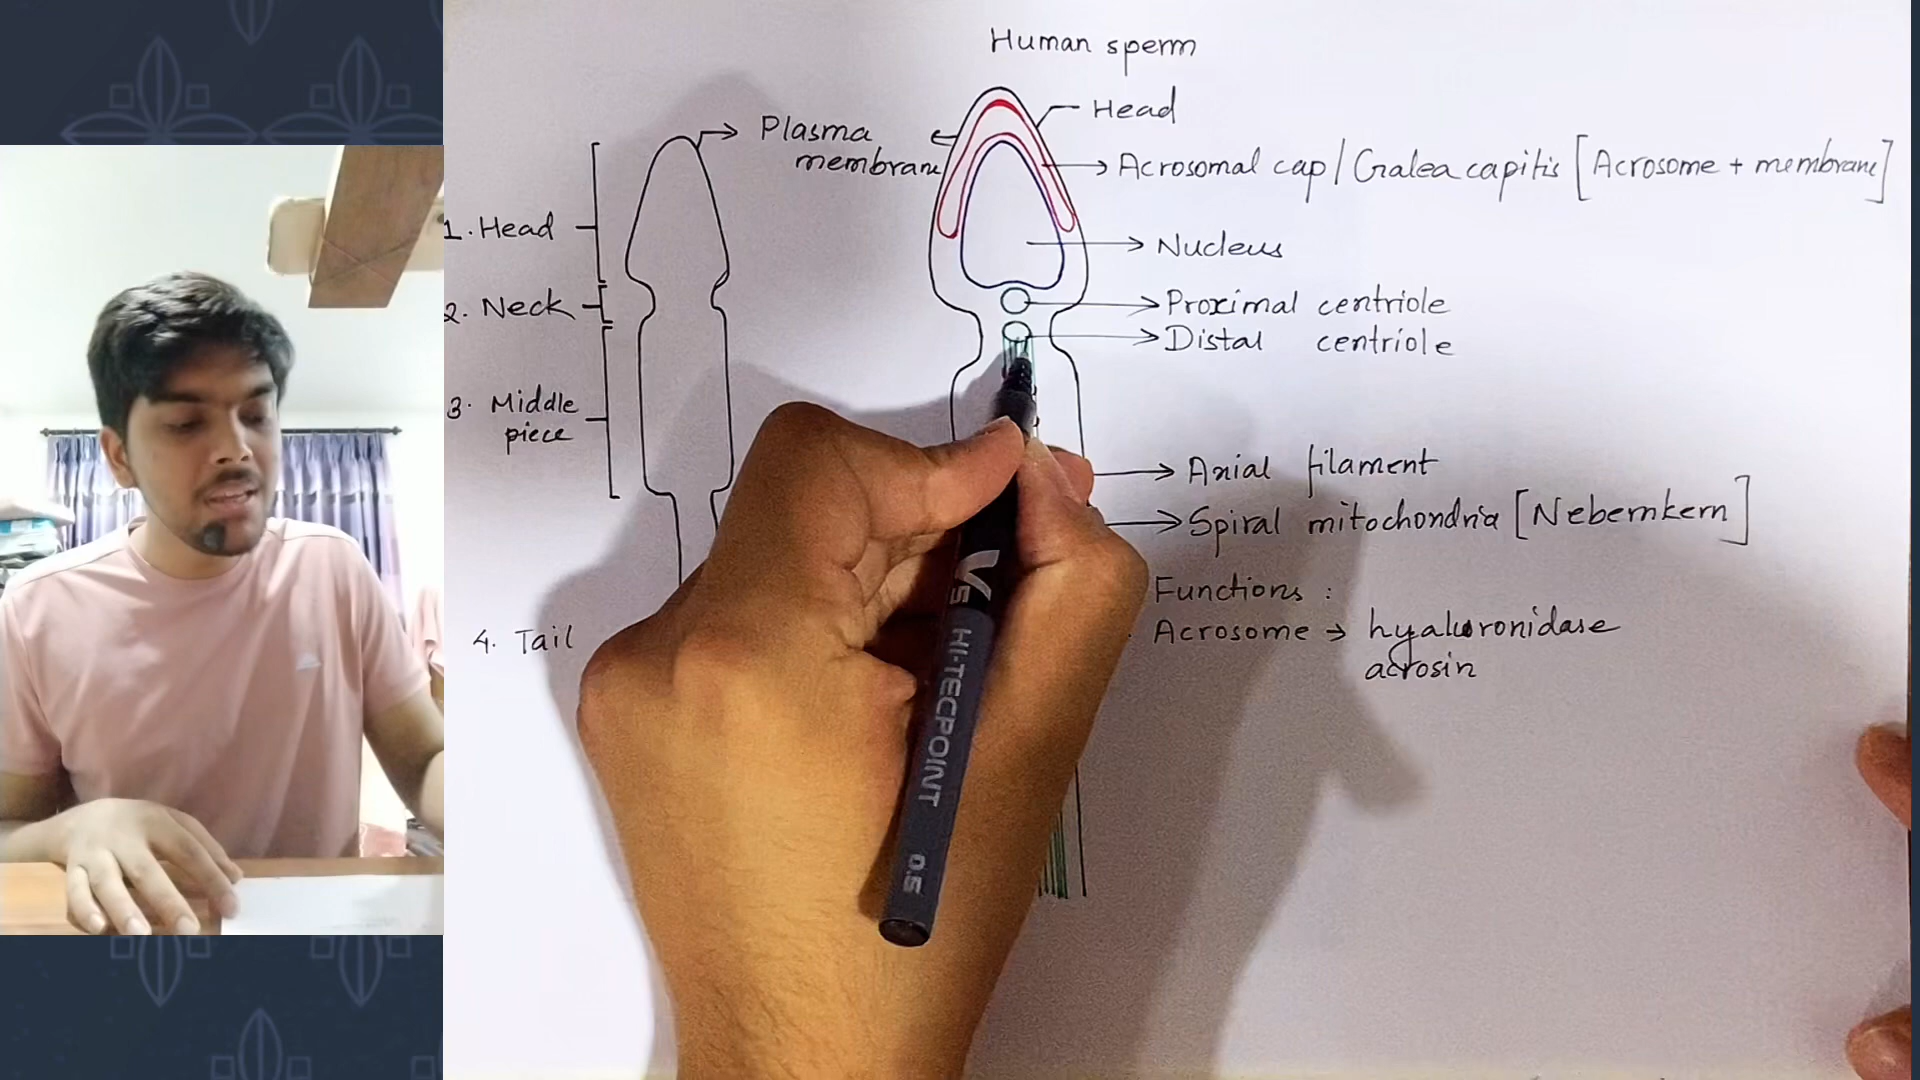 Human sperm
Head
Plasma
membrane
Acrosomal cap / Galea capitis [Acrosome + membrane]
1. Head
Nucleus
2. Neck
Proximal centriole
Distal centriole
3. Middle
piece
Axial filament
Spiral mitochondria [Nebernkern]
Functions :
4. Tail
Acrosome → hyaluronidase
acrosin
V5 HI-TECPOINT 0.5